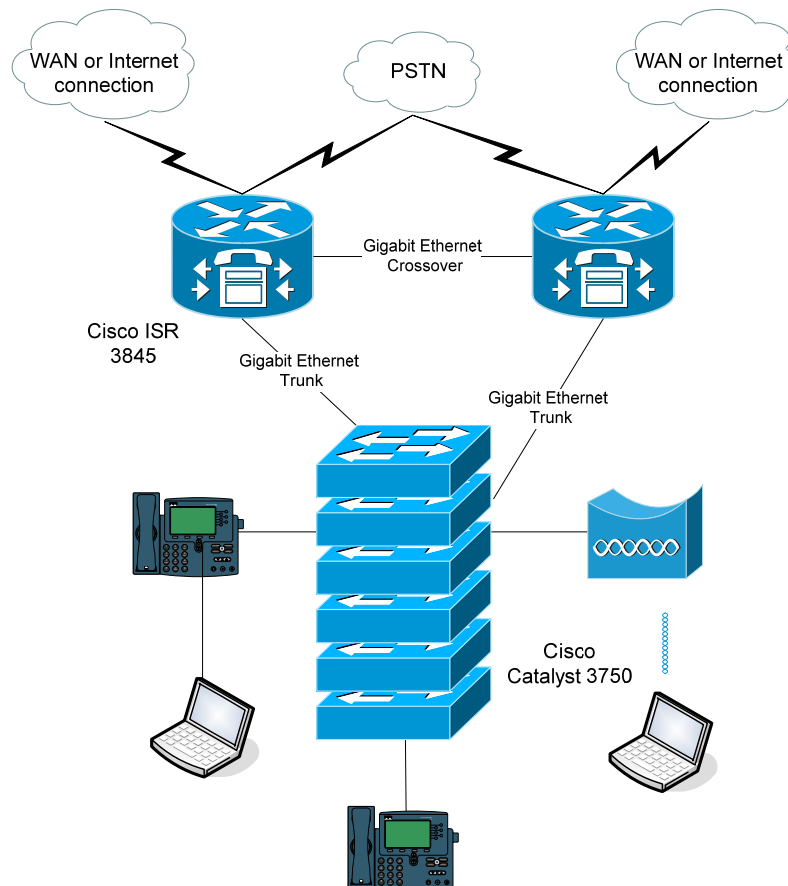 WAN or Internet
connection
PSTN
WAN or Internet
connection
Gigabit Ethernet
Crossover
Cisco ISR
3845
Gigabit Ethernet
Trunk
Gigabit Ethernet
Trunk
Cisco
Catalyst 3750